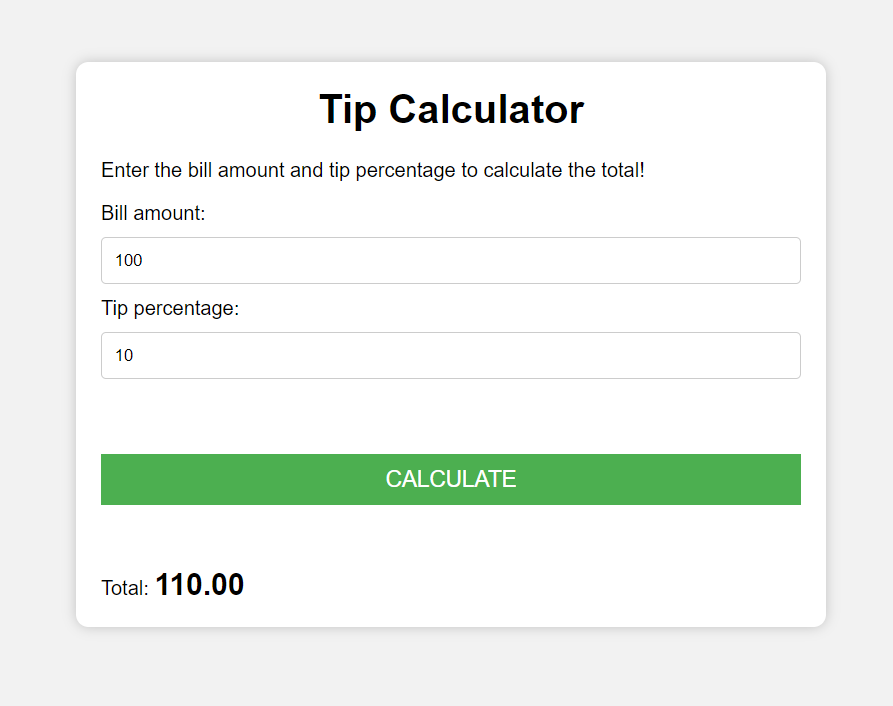 Tip Calculator
Enter the bill amount and tip percentage to calculate the total!
Bill amount:
100
Tip percentage:
10
CALCULATE
Total: 110.00